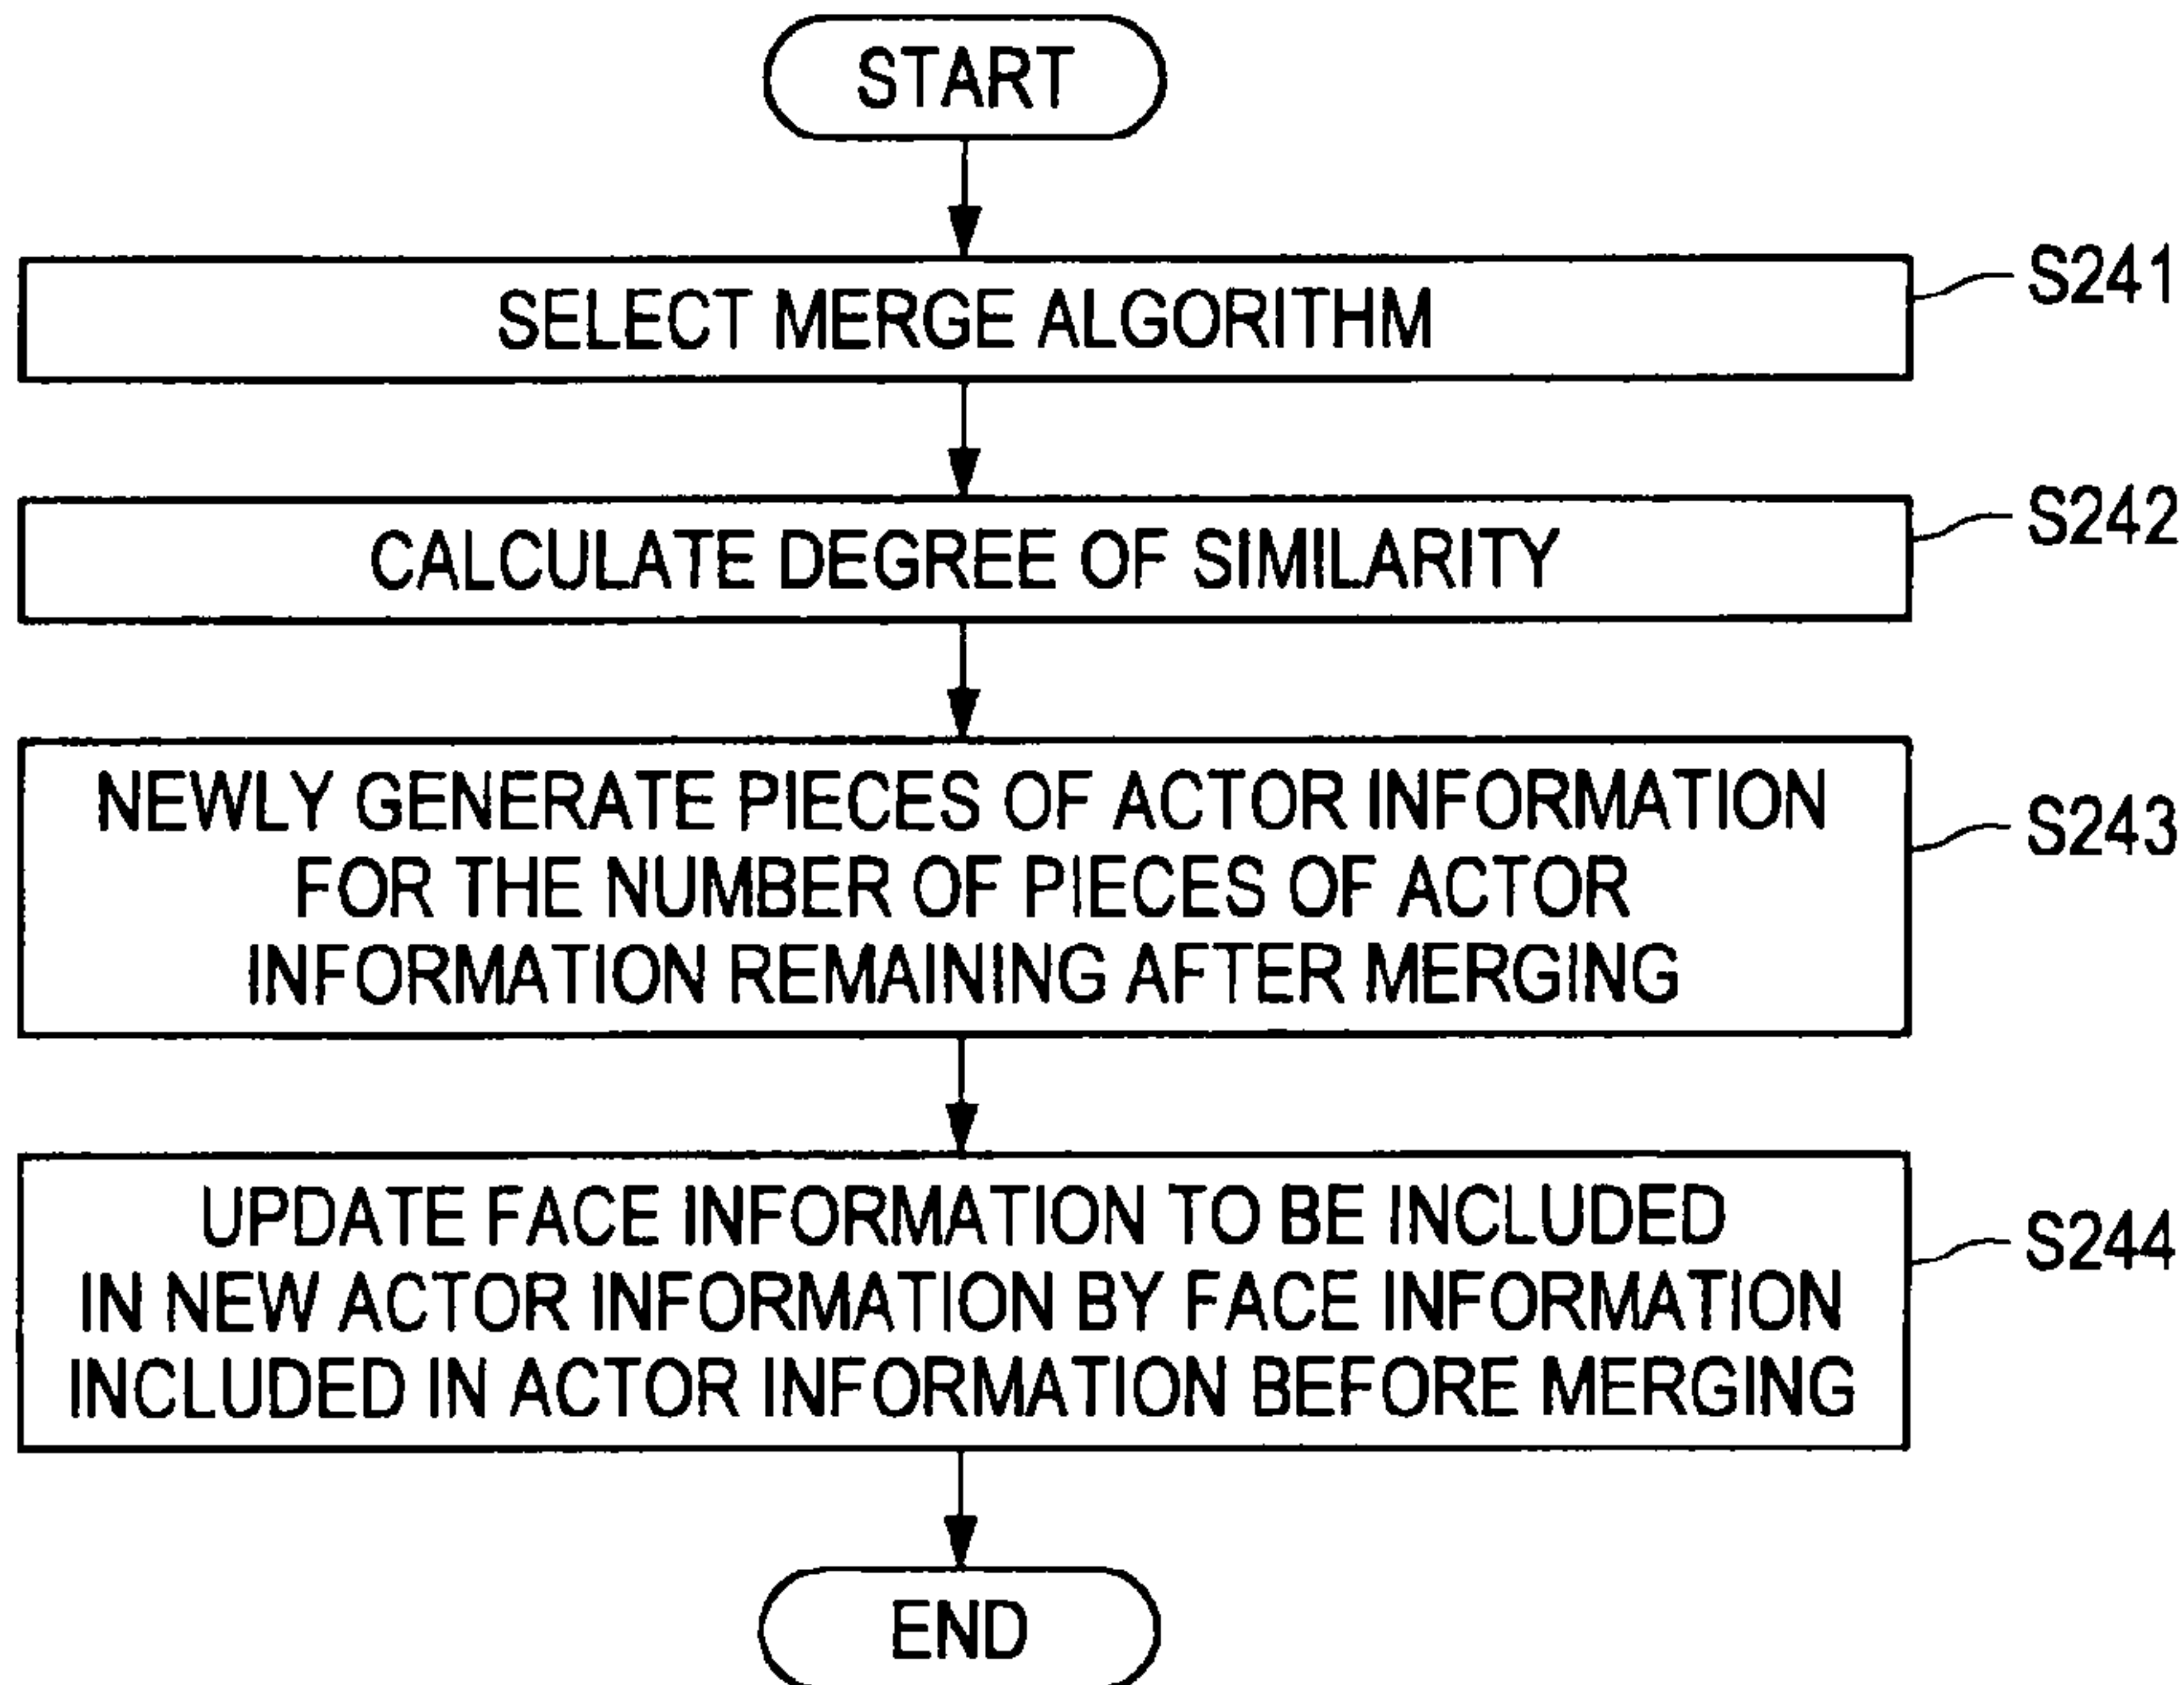 START
SELECT MERGE ALGORITHM
S241
CALCULATE DEGREE OF SIMILARITY
S242
NEWLY GENERATE PIECES OF ACTOR INFORMATION
FOR THE NUMBER OF PIECES OF ACTOR
INFORMATION REMAINING AFTER MERGING
S243
UPDATE FACE INFORMATION TO BE INCLUDED
IN NEW ACTOR INFORMATION BY FACE INFORMATION
INCLUDED IN ACTOR INFORMATION BEFORE MERGING
S244
END